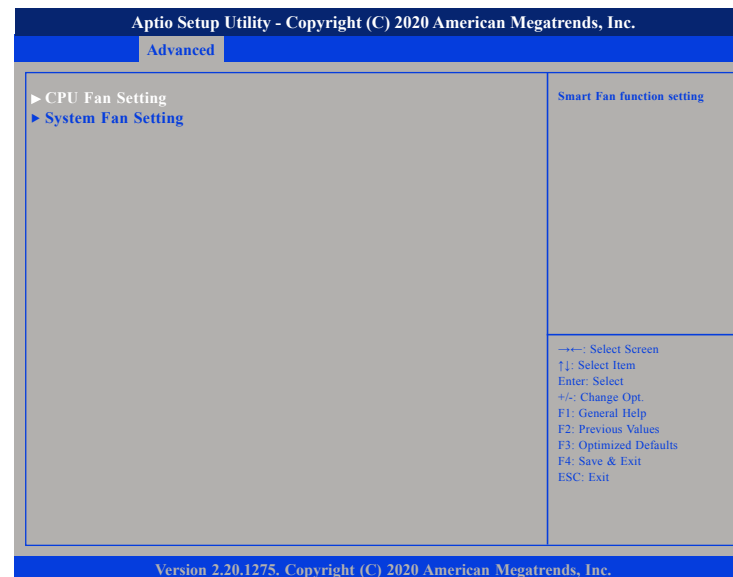 Aptio Setup Utility - Copyright (C) 2020 American Megatrends, Inc.
Advanced
▶ CPU Fan Setting
▶ System Fan Setting
Smart Fan function setting
→←: Select Screen
↑↓: Select Item
Enter: Select
+/-: Change Opt.
F1: General Help
F2: Previous Values
F3: Optimized Defaults
F4: Save & Exit
ESC: Exit
Version 2.20.1275. Copyright (C) 2020 American Megatrends, Inc.